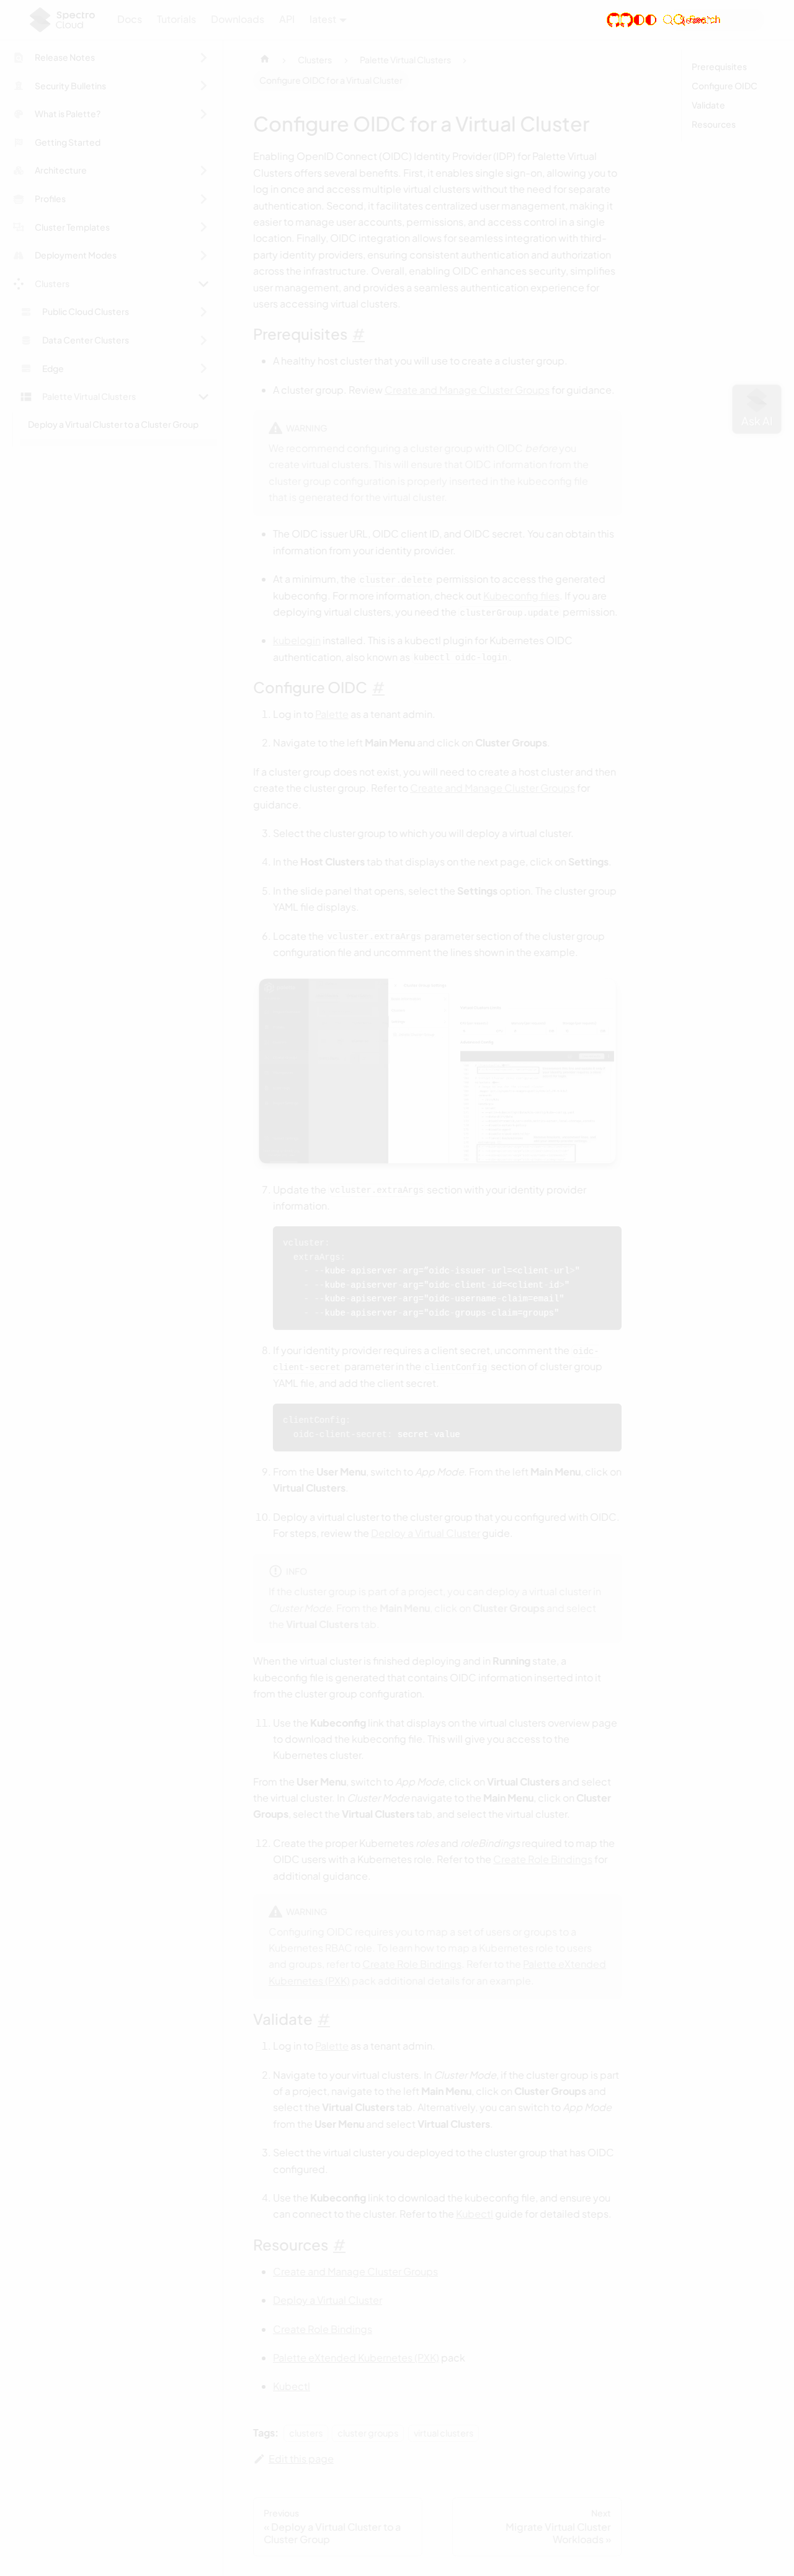 Spectro
Cloud
Docs
Tutorials
Downloads
API
latest
Release Notes
Security Bulletins
What is Palette?
Getting Started
Architecture
Profiles
Cluster Templates
Deployment Modes
Clusters
Public Cloud Clusters
Data Center Clusters
Edge
Palette Virtual Clusters
Deploy a Virtual Cluster to a Cluster Group
Clusters
Palette Virtual Clusters
Configure OIDC for a Virtual Cluster
Prerequisites
Configure OIDC
Validate
Resources
Ask AI
Configure OIDC for a Virtual Cluster
Enabling OpenID Connect (OIDC) Identity Provider (IDP) for Palette Virtual
Clusters offers several benefits. First, it enables single sign-on, allowing you to
log in once and access multiple virtual clusters without the need for separate
authentication. Second, it facilitates centralized user management, making it
easier to manage user accounts, permissions, and access control in a single
location. Finally, OIDC integration allows for seamless integration with third-
party identity providers, ensuring consistent authentication and authorization
across the infrastructure. Overall, enabling OIDC enhances security, simplifies
user management, and provides a seamless authentication experience for
users accessing virtual clusters.
Prerequisites #
A healthy host cluster that you will use to create a cluster group
A cluster group. Review Create and Manage Cluster Groups for guidance.
WARNING
We recommend configuring a cluster group with OIDC before you
create virtual clusters. This will ensure that OIDC information from the
cluster group configuration is properly inserted in the kubeconfig file
that is generated for the virtual cluster.
The OIDC issuer URL, OIDC client ID, and OIDC secret. You can obtain this
information from your identity provider.
At a minimum, the cluster.delete permission to access the generated
kubeconfig. For more information, check out Kubeconfig files. If you are
deploying virtual clusters, you need the clusterGroup.update permission.
kubelogin installed. This is a kubectl plugin for Kubernetes OIDC
authentication, also known as kubectl oidc-login.
Configure OIDC #
1. Log in to Palette as a tenant admin.
2. Navigate to the left Main Menu and click on Cluster Groups.
If a cluster group does not exist, you will need to create a host cluster and then
create the cluster group. Refer to Create and Manage Cluster Groups for
guidance.
3. Select the cluster group to which you will deploy a virtual cluster.
4. In the Host Clusters tab that displays on the next page, click on Settings.
5. In the slide panel that opens, select the Settings option. The cluster group
YAML file displays.
6. Locate the vcluster.extraArgs parameter section of the cluster group
configuration file and uncomment the lines shown in the example.
7. Update the vcluster.extraArgs section with your identity provider
information.
vcluster:
extraArgs:
- --kube-apiserver-arg="oidc-issuer-url=<client-url>"
- --kube-apiserver-arg="oidc-client-id=<client-id>"
- --kube-apiserver-arg="oidc-username-claim=email"
- --kube-apiserver-arg="oidc-groups-claim=groups"
8. If your identity provider requires a client secret, uncomment the oidc-
client-secret parameter in the clientConfig section of cluster group
YAML file, and add the client secret.
clientConfig:
oidc-client-secret: secret-value
9. From the User Menu, switch to App Mode. From the left Main Menu, click on
Virtual Clusters.
10. Deploy a virtual cluster to the cluster group that you configured with OIDC.
For steps, review the Deploy a Virtual Cluster guide.
INFO
If the cluster group is part of a project, you can deploy a virtual cluster in
Cluster Mode. From the Main Menu, click on Cluster Groups and select
the Virtual Clusters tab.
When the virtual cluster is finished deploying and in Running state, a
kubeconfig file is generated that contains OIDC information inserted into it
from the cluster group configuration.
11. Use the Kubeconfig link that displays on the virtual clusters overview page
to download the kubeconfig file. This will give you access to the
Kubernetes cluster.
From the User Menu, switch to App Mode, click on Virtual Clusters and select
the virtual cluster. In Cluster Mode navigate to the Main Menu, click on Cluster
Groups, select the Virtual Clusters tab, and select the virtual cluster.
12. Create the proper Kubernetes roles and roleBindings required to map the
OIDC users with a Kubernetes role. Refer to the Create Role Bindings for
additional guidance.
WARNING
Configuring OIDC requires you to map a set of users or groups to a
Kubernetes RBAC role. To learn how to map a Kubernetes role to users
and groups, refer to Create Role Bindings. Refer to the Palette eXtended
Kubernetes (PXK) pack additional details for an example.
Validate #
1. Log in to Palette as a tenant admin.
2. Navigate to your virtual clusters. In Cluster Mode, if the cluster group is part
of a project, navigate to the left Main Menu, click on Cluster Groups and
select the Virtual Clusters tab. Alternatively, you can switch to App Mode
from the User Menu and select Virtual Clusters.
3. Select the virtual cluster you deployed to the cluster group that has OIDC
configured.
4. Use the Kubeconfig link to download the kubeconfig file, and ensure you
can connect to the cluster. Refer to the Kubectl guide for detailed steps.
Resources #
Create and Manage Cluster Groups
Deploy a Virtual Cluster
Create Role Bindings
Palette eXtended Kubernetes (PXK) pack
Kubectl
Tags:
clusters
cluster groups
virtual clusters
Edit this page
Previous
« Deploy a Virtual Cluster to a
Cluster Group
Next
Migrate Virtual Cluster
Workloads »